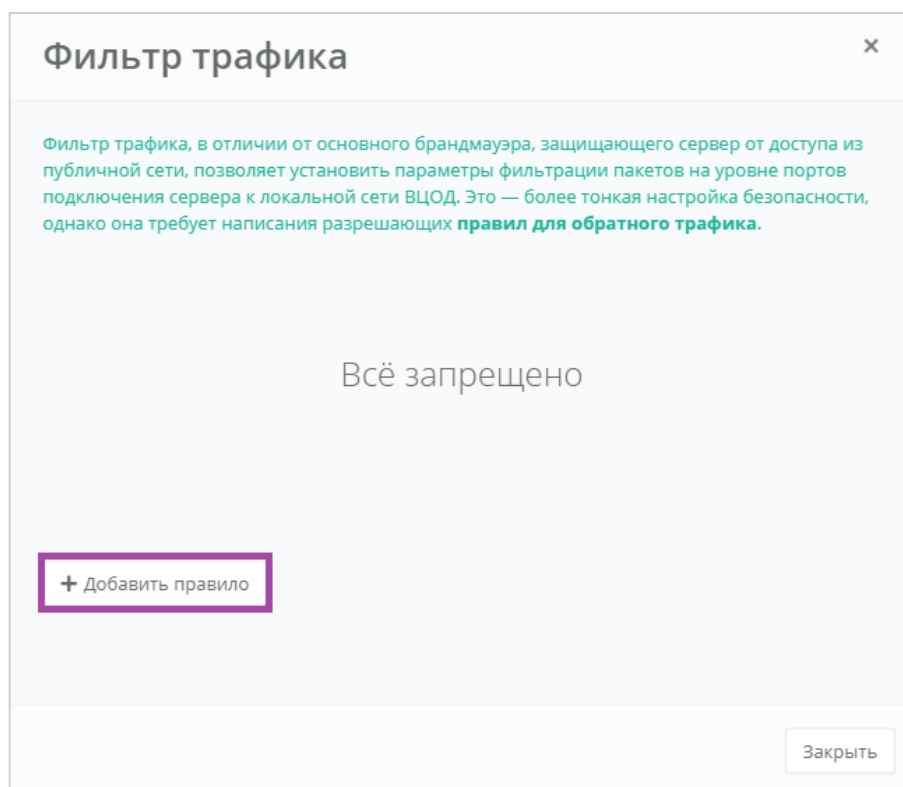 Фильтр трафика
×
Фильтр трафика, в отличии от основного брандмауэра, защищающего сервер от доступа из
публичной сети, позволяет установить параметры фильтрации пакетов на уровне портов
подключения сервера к локальной сети ВЦОД. Это — более тонкая настройка безопасности,
однако она требует написания разрешающих правил для обратного трафика.
Всё запрещено
+ Добавить правило
Закрыть